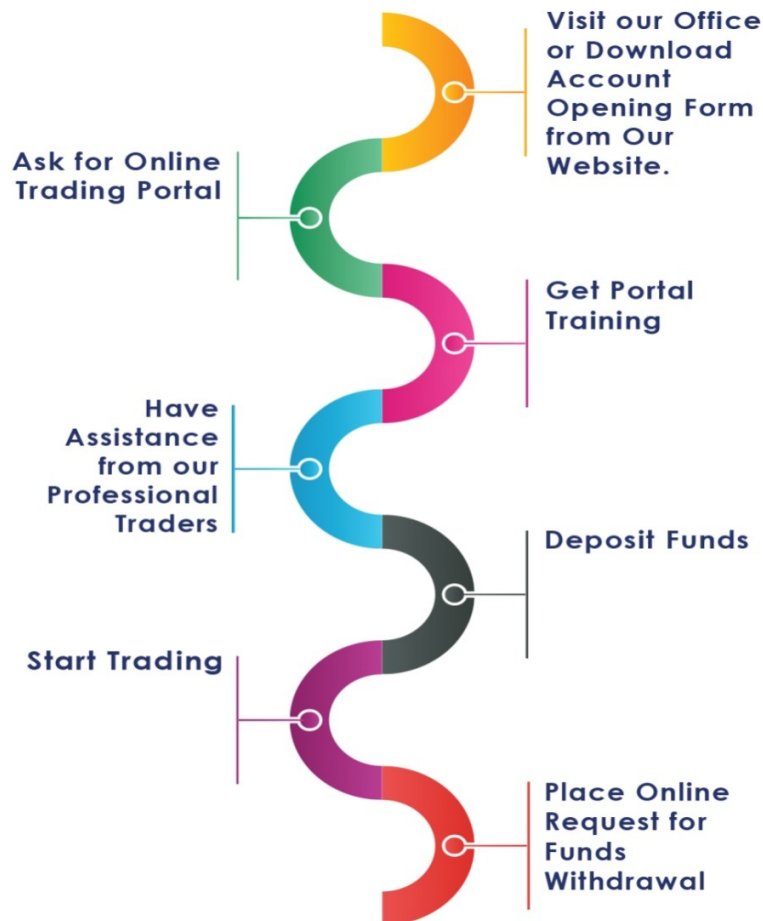 Visit our Office
or Download
Account
Opening Form
from Our
Website.
Ask for Online
Trading Portal
Get Portal
Training
Have
Assistance
from our
Professional
Traders
Deposit Funds
Start Trading
Place Online
Request for
Funds
Withdrawal